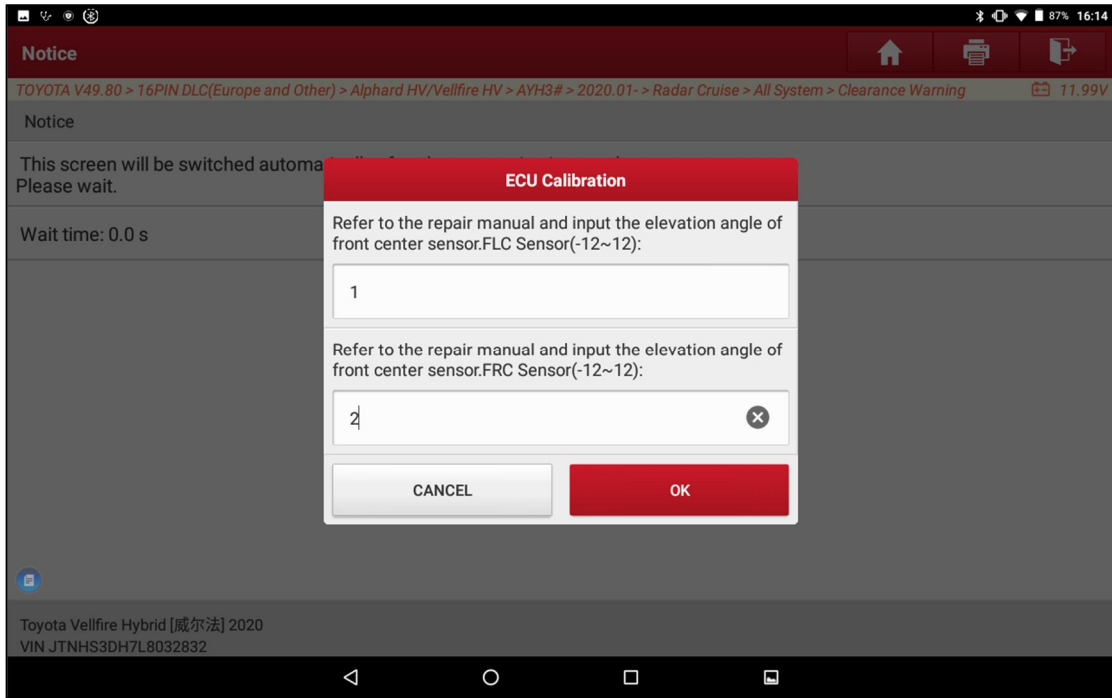 87% 16:14
Notice
TOYOTA V49.80 > 16PIN DLC(Europe and Other) > Alphard HV/Vellfire HV > AYH3# > 2020.01- > Radar Cruise > All System > Clearance Warning
11.99V
Notice
This screen will be switched
Please wait.
Wait time: 0.0 s
ECU Calibration
Refer to the repair manual and input the elevation angle of
front center sensor.FLC Sensor(-12~12):
1
Refer to the repair manual and input the elevation angle of
front center sensor.FRC Sensor(-12~12):
2
CANCEL
OK
Toyota Vellfire Hybrid [威尔法] 2020
VIN JTNHS3DH7L8032832